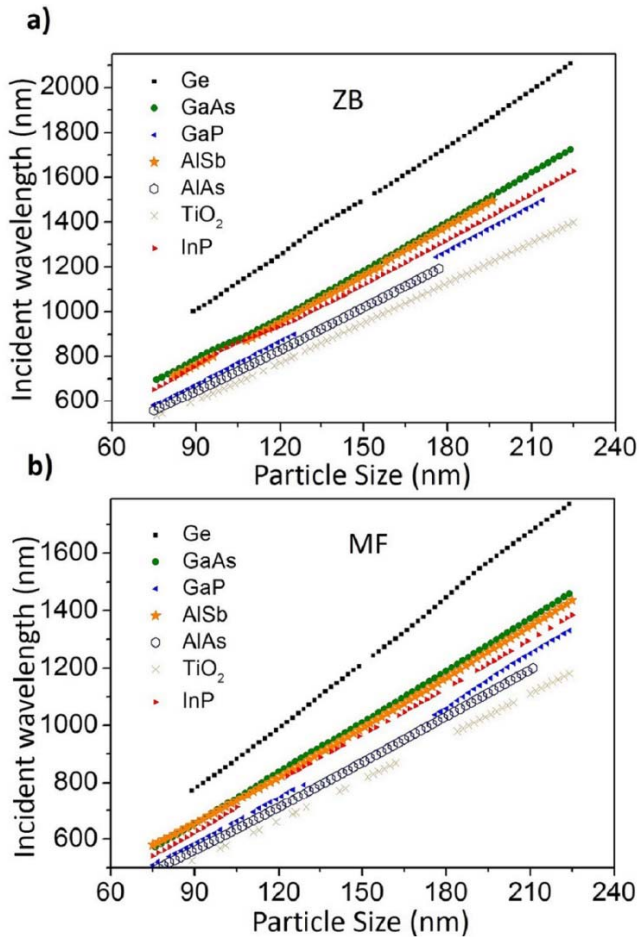 a)
Incident wavelength (nm)
2000
1800
1600
1400
1200
1000
800
600
Ge
GaAs
GaP
AlSb
AlAs
TiO₂
InP
ZB
60 90 120 150 180 210 240
Particle Size (nm)
b)
Incident wavelength (nm)
1600
1400
1200
1000
800
600
Ge
GaAs
GaP
AlSb
AlAs
TiO₂
InP
MF
60 90 120 150 180 210 240
Particle Size (nm)